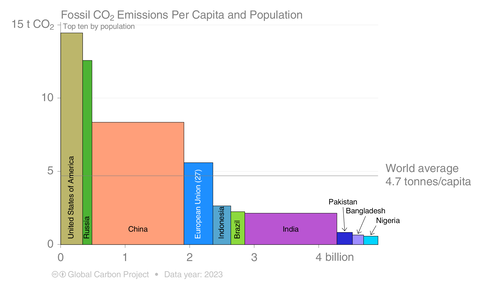 Fossil CO₂ Emissions Per Capita and Population
15 t CO₂
Top ten by population
10
5
0
United States of America
Russia
China
European Union (27)
Indonesia
Brazil
India
Pakistan
Bangladesh
Nigeria
World average
4.7 tonnes/capita
0 1 2 3 4 billion
Global Carbon Project • Data year: 2023